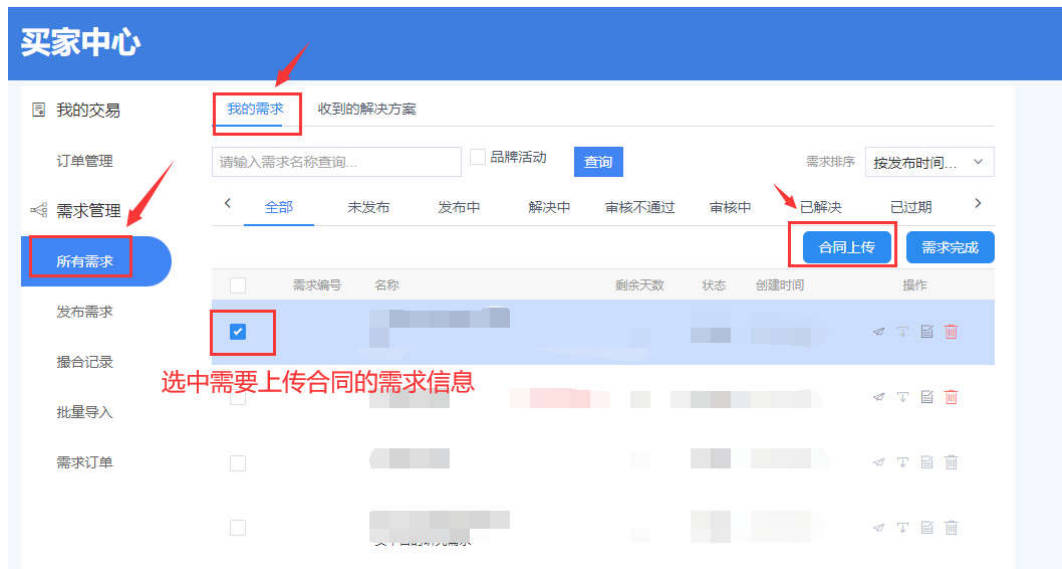 买家中心
我的交易
订单管理
需求管理
所有需求
发布需求
撮合记录
批量导入
需求订单
我的需求 收到的解决方案
请输入需求名称查询... 品牌活动 查询 需求排序 按发布时间...
全部 未发布 发布中 解决中 审核不通过 审核中 已解决 已过期
合同上传 需求完成
需求编号 名称 剩余天数 状态 创建时间 操作
选中需要上传合同的需求信息